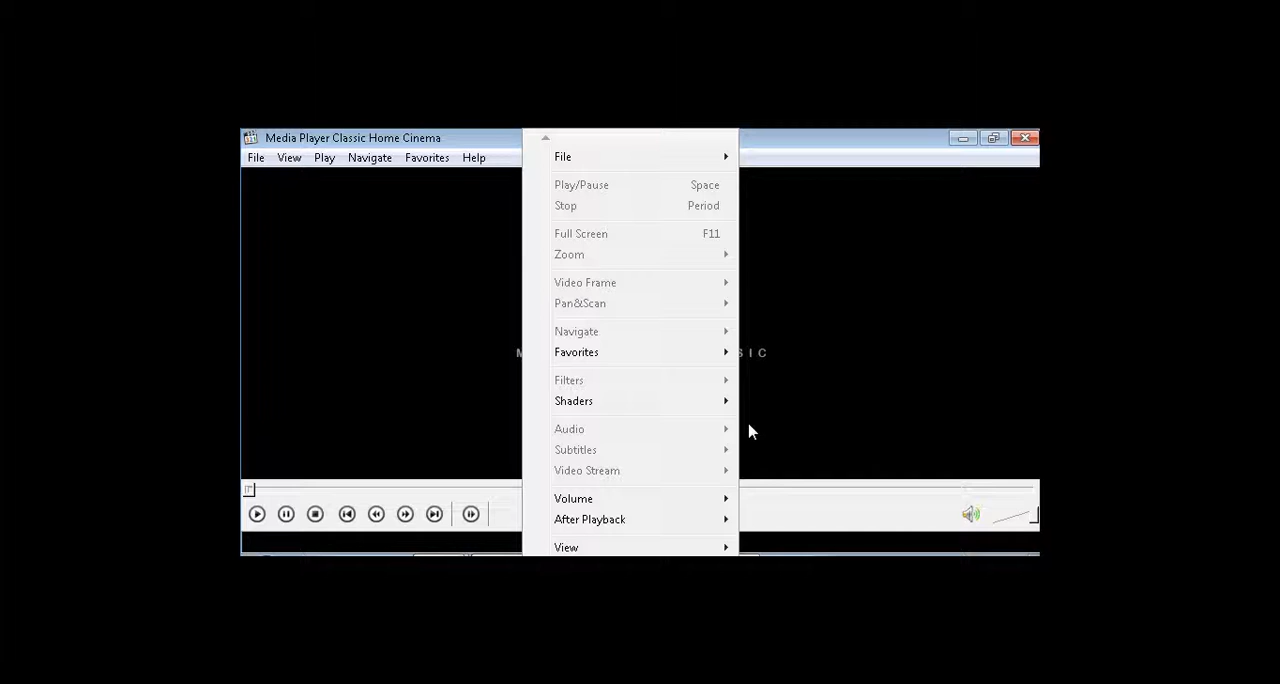 Media Player Classic Home Cinema
File View Play Navigate Favorites Help
File
Play/Pause Space
Stop Period
Full Screen F11
Zoom
Video Frame
Pan&Scan
Navigate
Favorites
Filters
Shaders
Audio
Subtitles
Video Stream
Volume
After Playback
View